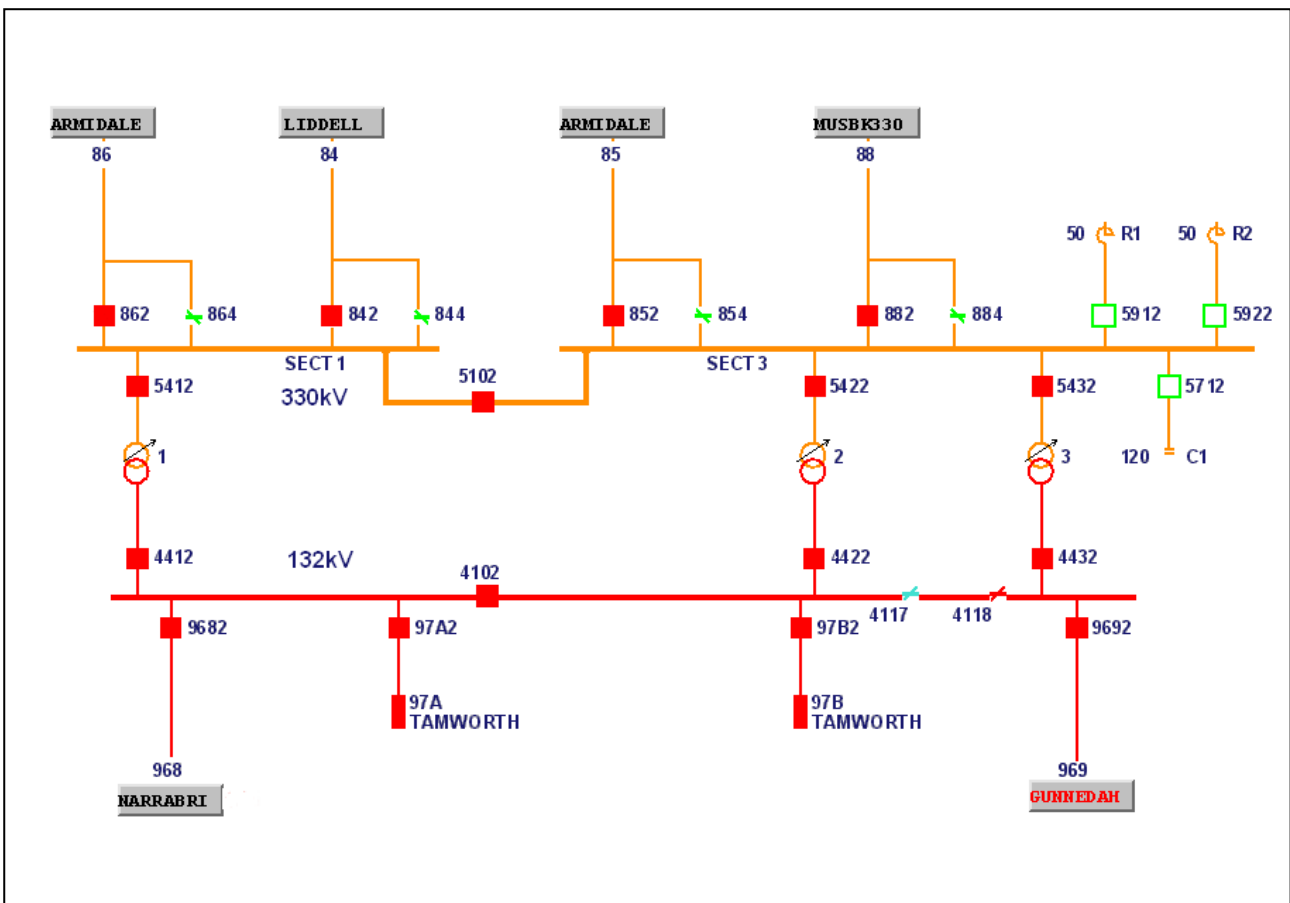 ARMIDALE
LIDDELL
ARMIDALE
MUSBK330
86
84
85
88
50 R1
50 R2
862
864
842
844
852
854
882
884
5912
5922
SECT 1
SECT 3
330kV
5102
5412
5422
5432
5712
1
2
3
120 C1
4412
132kV
4102
4422
4432
4117
4118
9682
97A2
97B2
9692
97A
TAMWORTH
97B
TAMWORTH
968
969
NARRABRI
GUNNEDAH